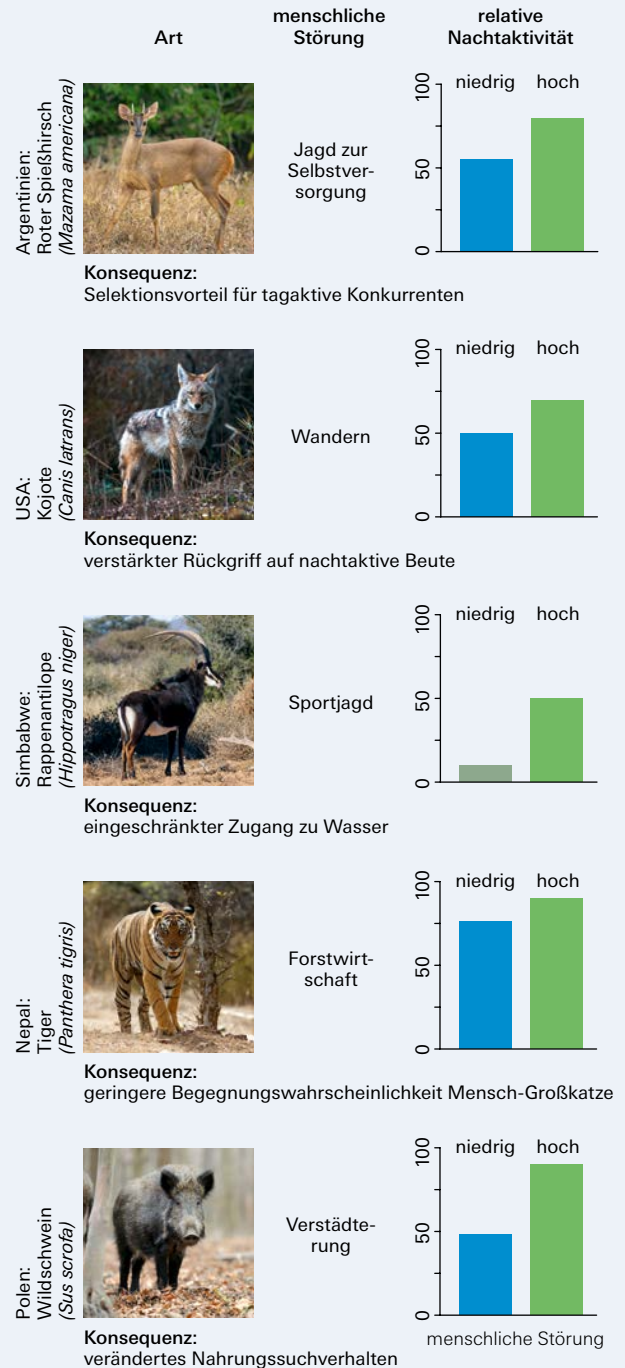 Art
menschliche
Störung
relative
Nachtaktivität
Argentinien:
Roter Spießhirsch
(Mazama americana)
Jagd zur
Selbstver-
sorgung
niedrig hoch
100
50
0
Konsequenz:
Selektionsvorteil für tagaktive Konkurrenten
USA:
Kojote
(Canis latrans)
Wandern
niedrig hoch
100
50
0
Konsequenz:
verstärkter Rückgriff auf nachtaktive Beute
Simbabwe:
Rappenantilope
(Hippotragus niger)
Sportjagd
niedrig hoch
100
50
0
Konsequenz:
eingeschränkter Zugang zu Wasser
Nepal:
Tiger
(Panthera tigris)
Forstwirt-
schaft
niedrig hoch
100
50
0
Konsequenz:
geringere Begegnungswahrscheinlichkeit Mensch-Großkatze
Polen:
Wildschwein
(Sus scrofa)
Verstädte-
rung
niedrig hoch
100
50
0
menschliche Störung
Konsequenz:
verändertes Nahrungssuchverhalten